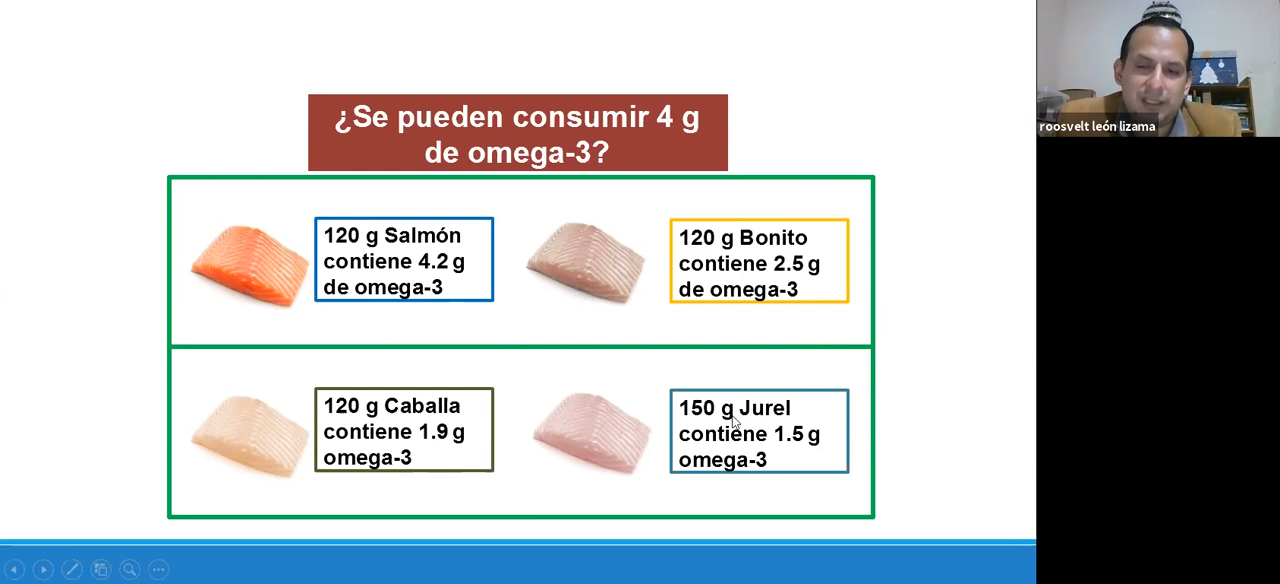 ¿Se pueden consumir 4 g
de omega-3?
120 g Salmón
contiene 4.2 g
de omega-3
120 g Bonito
contiene 2.5 g
de omega-3
120 g Caballa
contiene 1.9 g
omega-3
150 g Jurel
contiene 1.5 g
omega-3
roosvelt león lizama